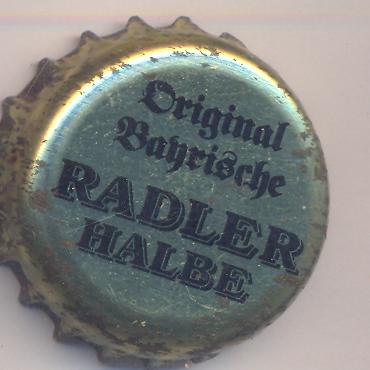 Original
Bayrische
RADLER
HALBE